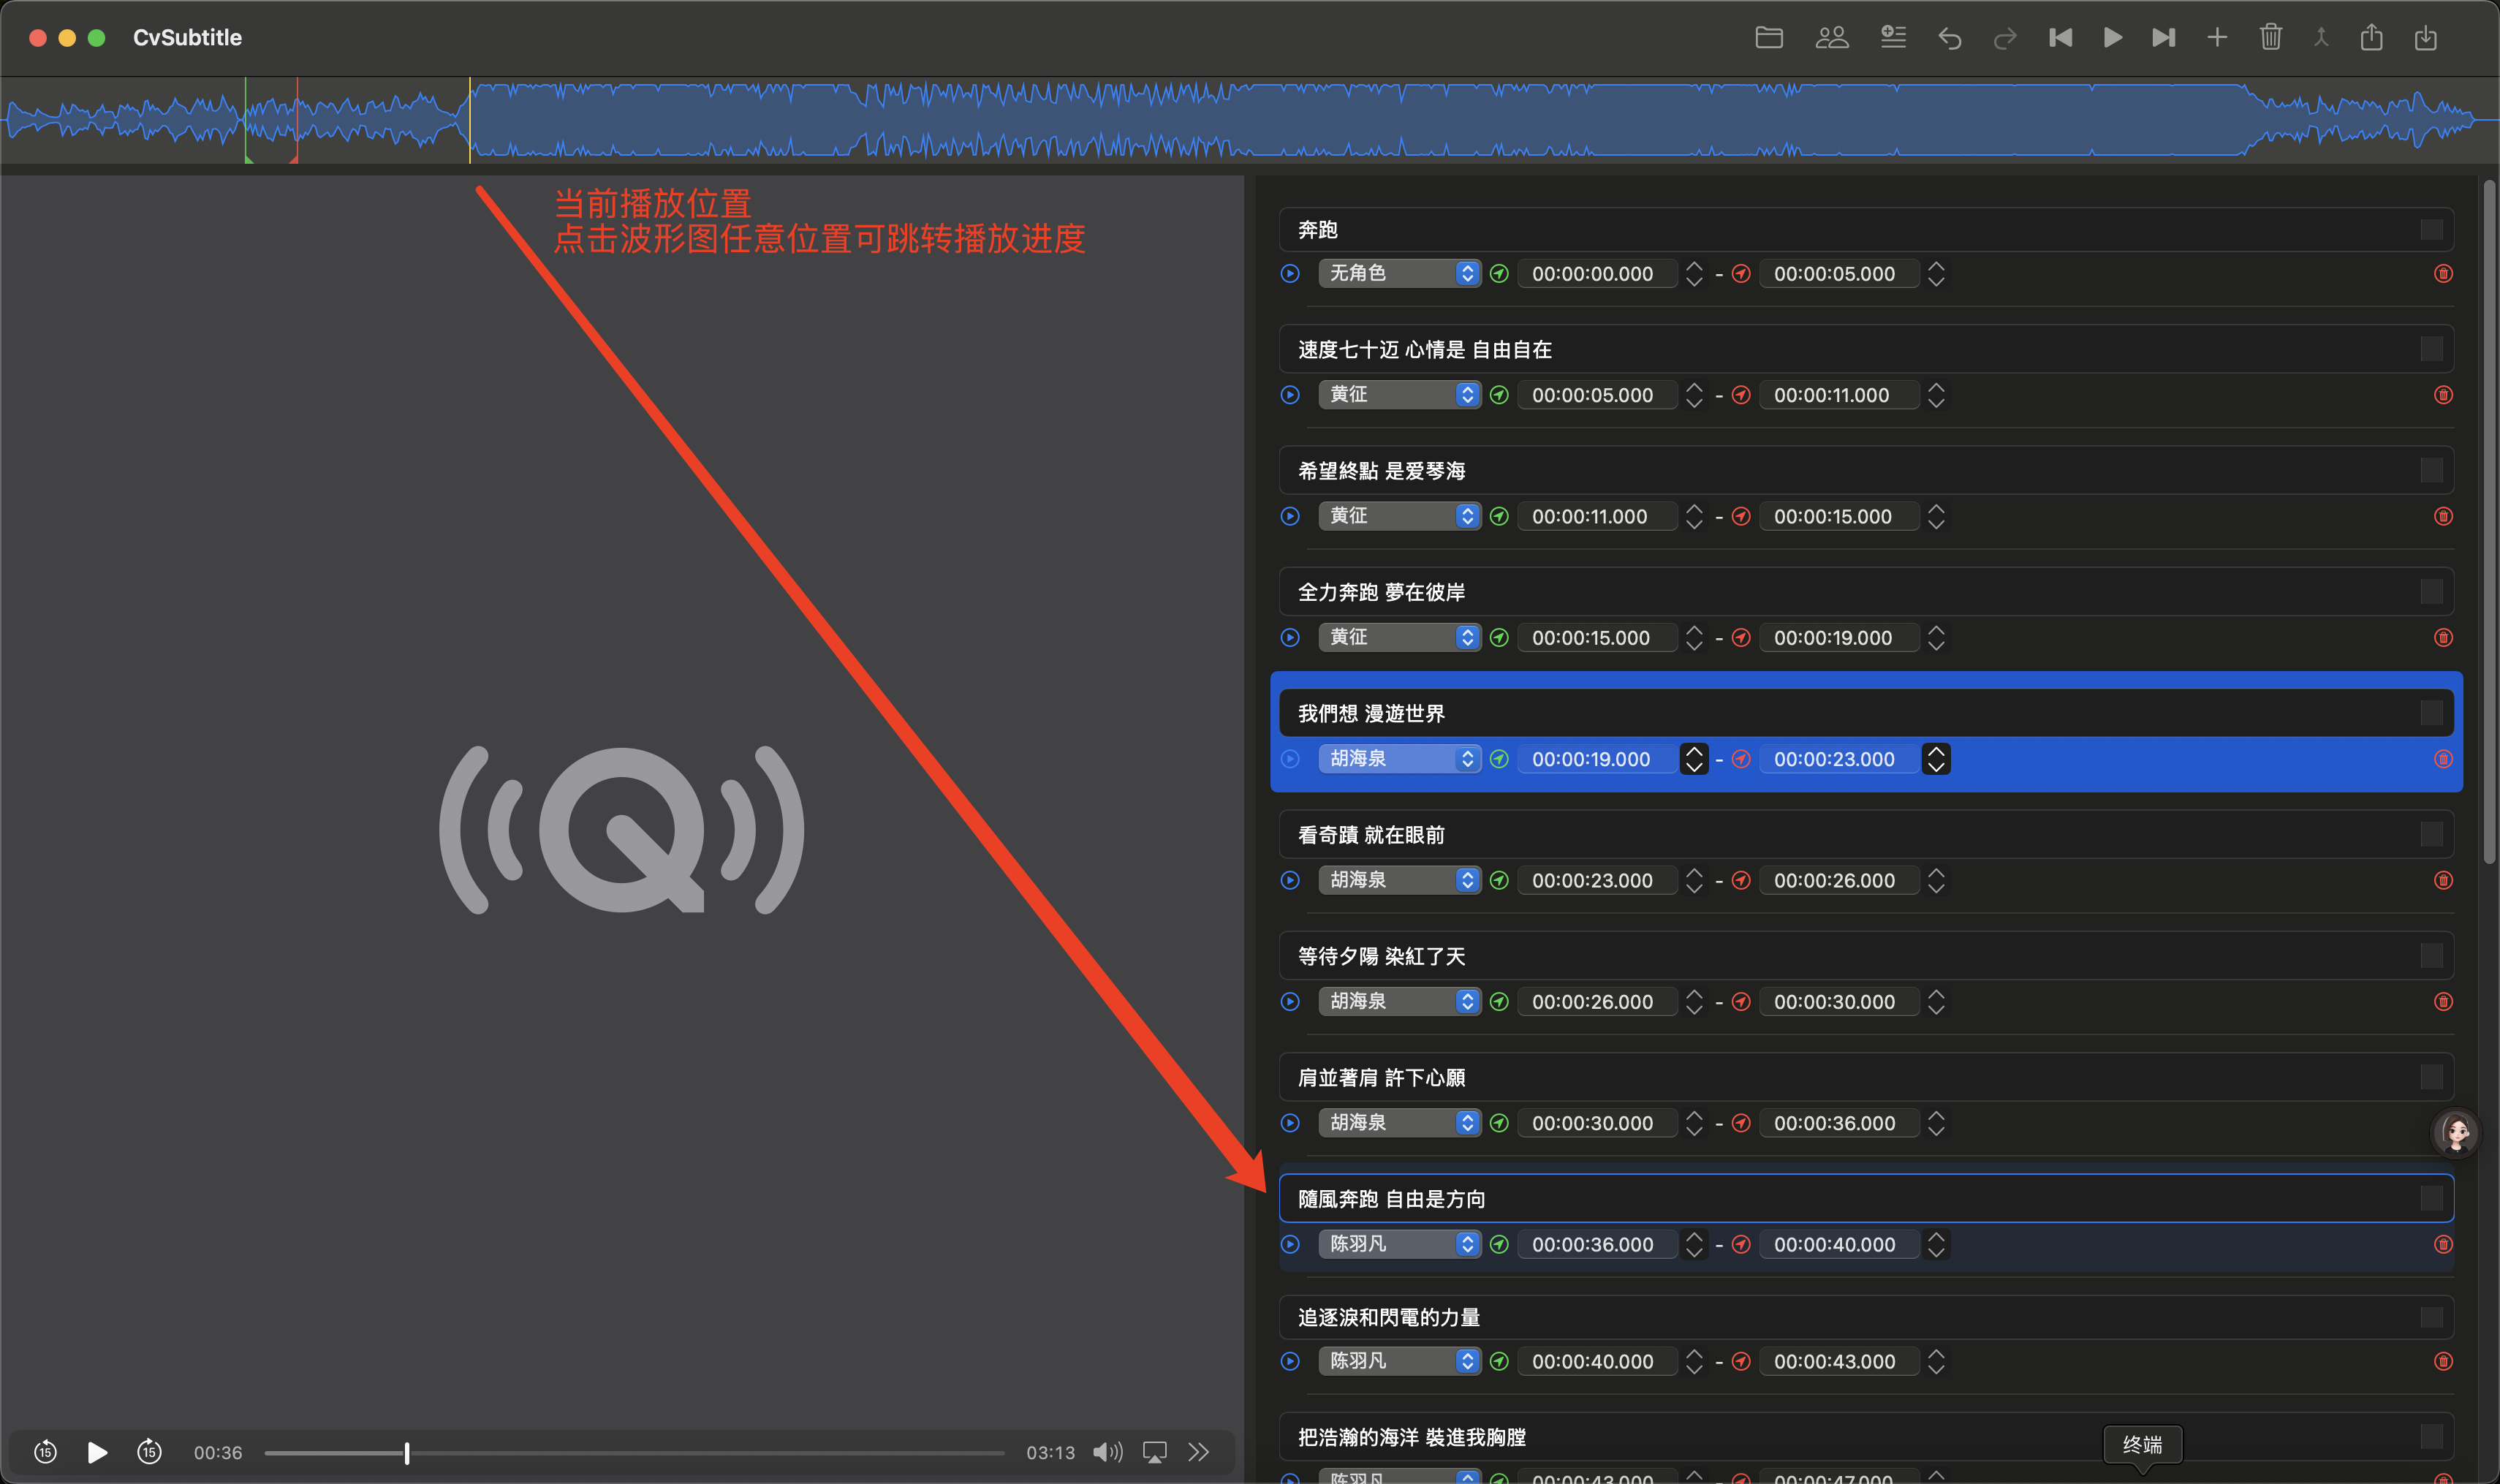 CvSubtitle
当前播放位置
点击波形图任意位置可跳转播放进度
奔跑
无角色 00:00:00.000 - 00:00:05.000
速度七十迈 心情是 自由自在
黄征 00:00:05.000 - 00:00:11.000
希望終點 是爱琴海
黄征 00:00:11.000 - 00:00:15.000
全力奔跑 夢在彼岸
黄征 00:00:15.000 - 00:00:19.000
我們想 漫遊世界
胡海泉 00:00:19.000 - 00:00:23.000
看奇蹟 就在眼前
胡海泉 00:00:23.000 - 00:00:26.000
等待夕陽 染紅了天
胡海泉 00:00:26.000 - 00:00:30.000
肩並著肩 許下心願
胡海泉 00:00:30.000 - 00:00:36.000
隨風奔跑 自由是方向
陈羽凡 00:00:36.000 - 00:00:40.000
追逐淚和閃電的力量
陈羽凡 00:00:40.000 - 00:00:43.000
把浩瀚的海洋 裝進我胸膛
陈羽凡 00:00:43.000 - 00:00:47.000
终端
15 15 00:36 03:13